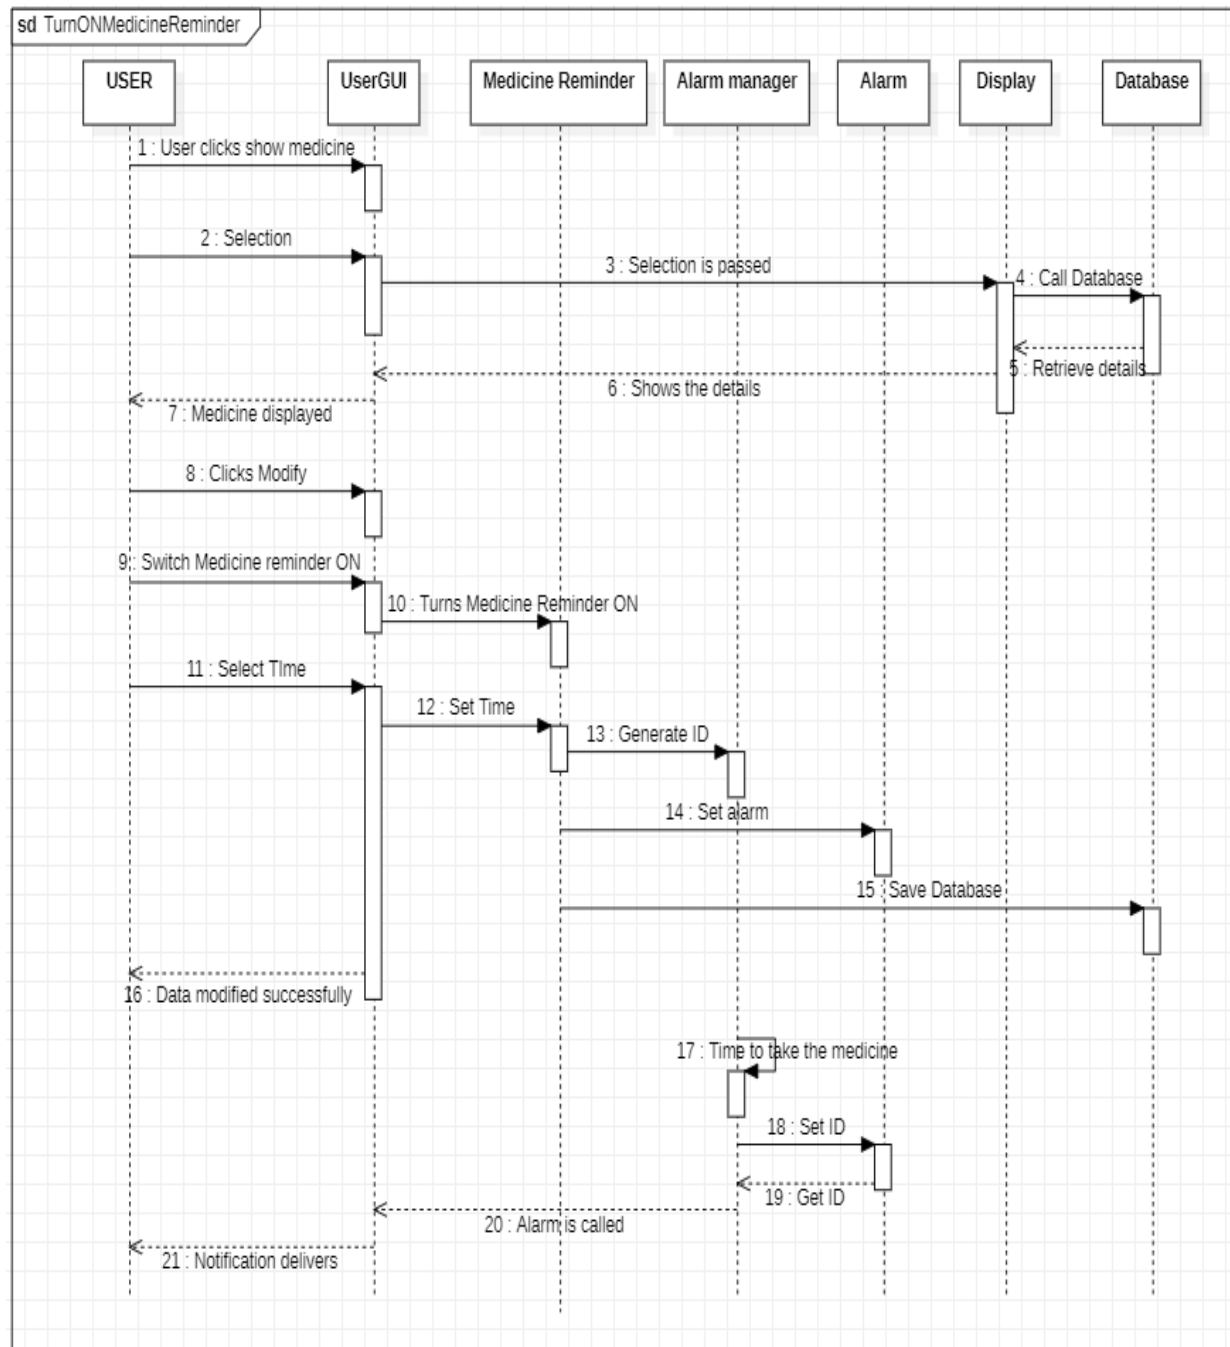 sd TurnONMedicineReminder
USER
UserGUI
Medicine Reminder
Alarm manager
Alarm
Display
Database
1 : User clicks show medicine
2 : Selection
3 : Selection is passed
4 : Call Database
5 : Retrieve details
6 : Shows the details
7 : Medicine displayed
8 : Clicks Modify
9 : Switch Medicine reminder ON
10 : Turns Medicine Reminder ON
11 : Select TIme
12 : Set Time
13 : Generate ID
14 : Set alarm
15 : Save Database
16 : Data modified successfully
17 : Time to take the medicine
18 : Set ID
19 : Get ID
20 : Alarm is called
21 : Notification delivers